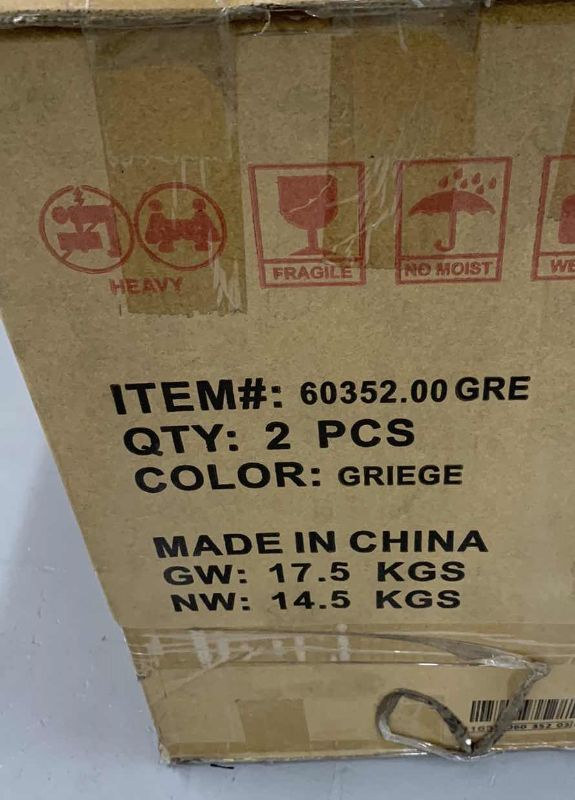 HEAVY
FRAGILE
NO MOIST
ITEM#: 60352.00 GRE
QTY: 2 PCS
COLOR: GRIEGE
MADE IN CHINA
GW: 17.5 KGS
NW: 14.5 KGS